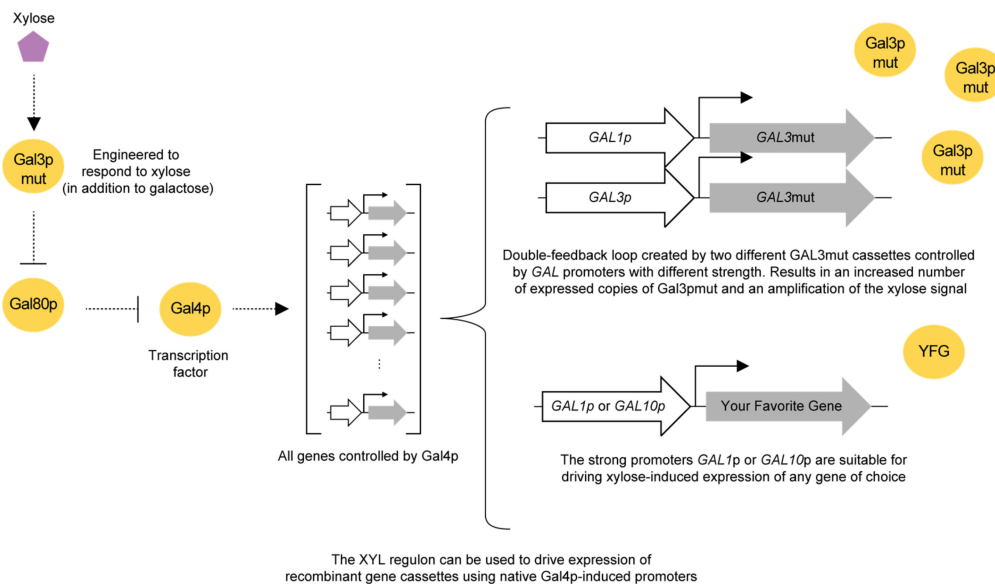 Xylose
Gal3p
mut
Engineered to
respond to xylose
(in addition to galactose)
Gal80p
Gal4p
Transcription
factor
⋮
All genes controlled by Gal4p
GAL1p
GAL3mut
GAL3p
GAL3mut
Gal3p
mut
Gal3p
mut
Gal3p
mut
Double-feedback loop created by two different GAL3mut cassettes controlled
by GAL promoters with different strength. Results in an increased number
of expressed copies of Gal3pmut and an amplification of the xylose signal
YFG
GAL1p or GAL10p
Your Favorite Gene
The strong promoters GAL1p or GAL10p are suitable for
driving xylose-induced expression of any gene of choice
The XYL regulon can be used to drive expression of
recombinant gene cassettes using native Gal4p-induced promoters